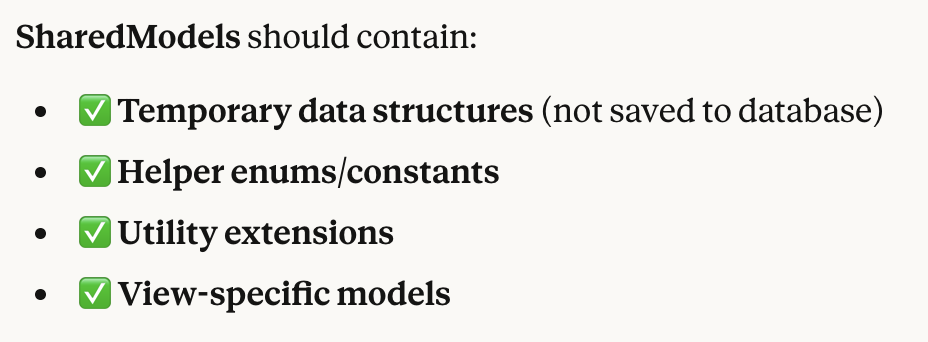 SharedModels should contain:
• ✅ Temporary data structures (not saved to database)
• ✅ Helper enums/constants
• ✅ Utility extensions
• ✅ View-specific models